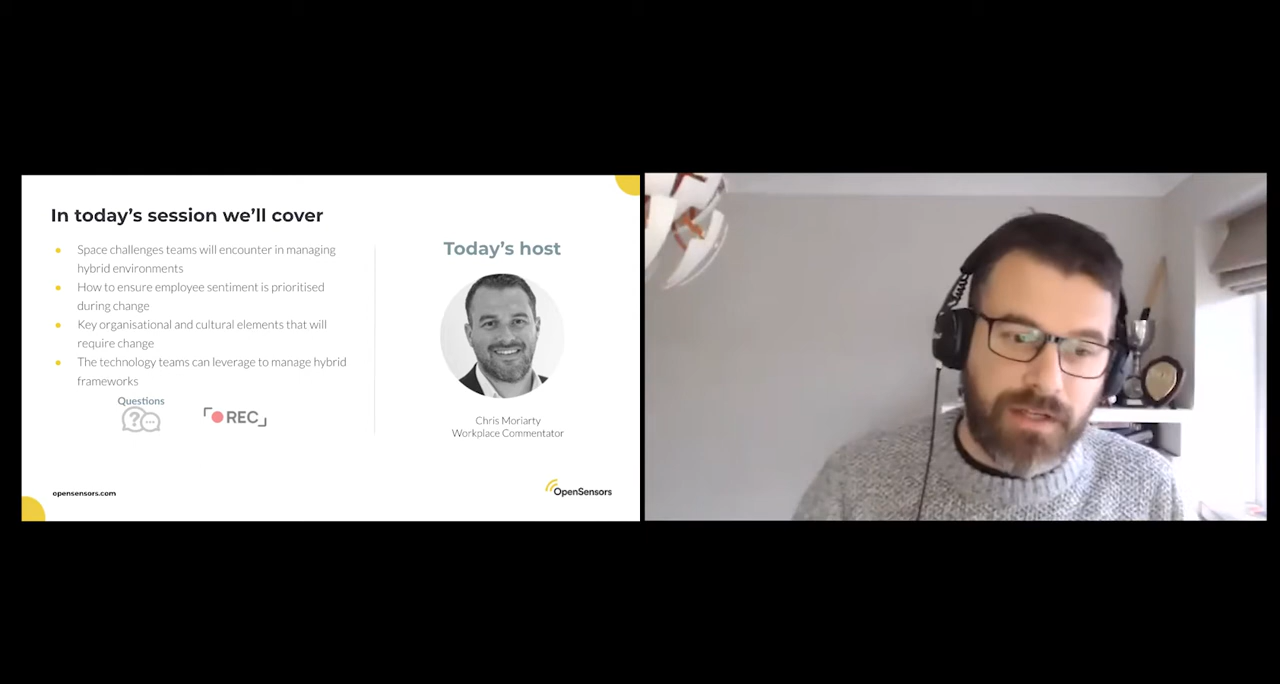 In today's session we'll cover
Space challenges teams will encounter in managing
hybrid environments
How to ensure employee sentiment is prioritised
during change
Key organisational and cultural elements that will
require change
The technology teams can leverage to manage hybrid
frameworks
Questions
REC
Today's host
Chris Moriarty
Workplace Commentator
opensensors.com
OpenSensors